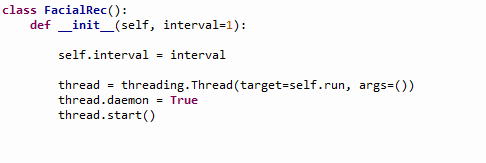 class FacialRec():
    def __init__(self, interval=1):
        self.interval = interval
        thread = threading.Thread(target=self.run, args=())
        thread.daemon = True
        thread.start()